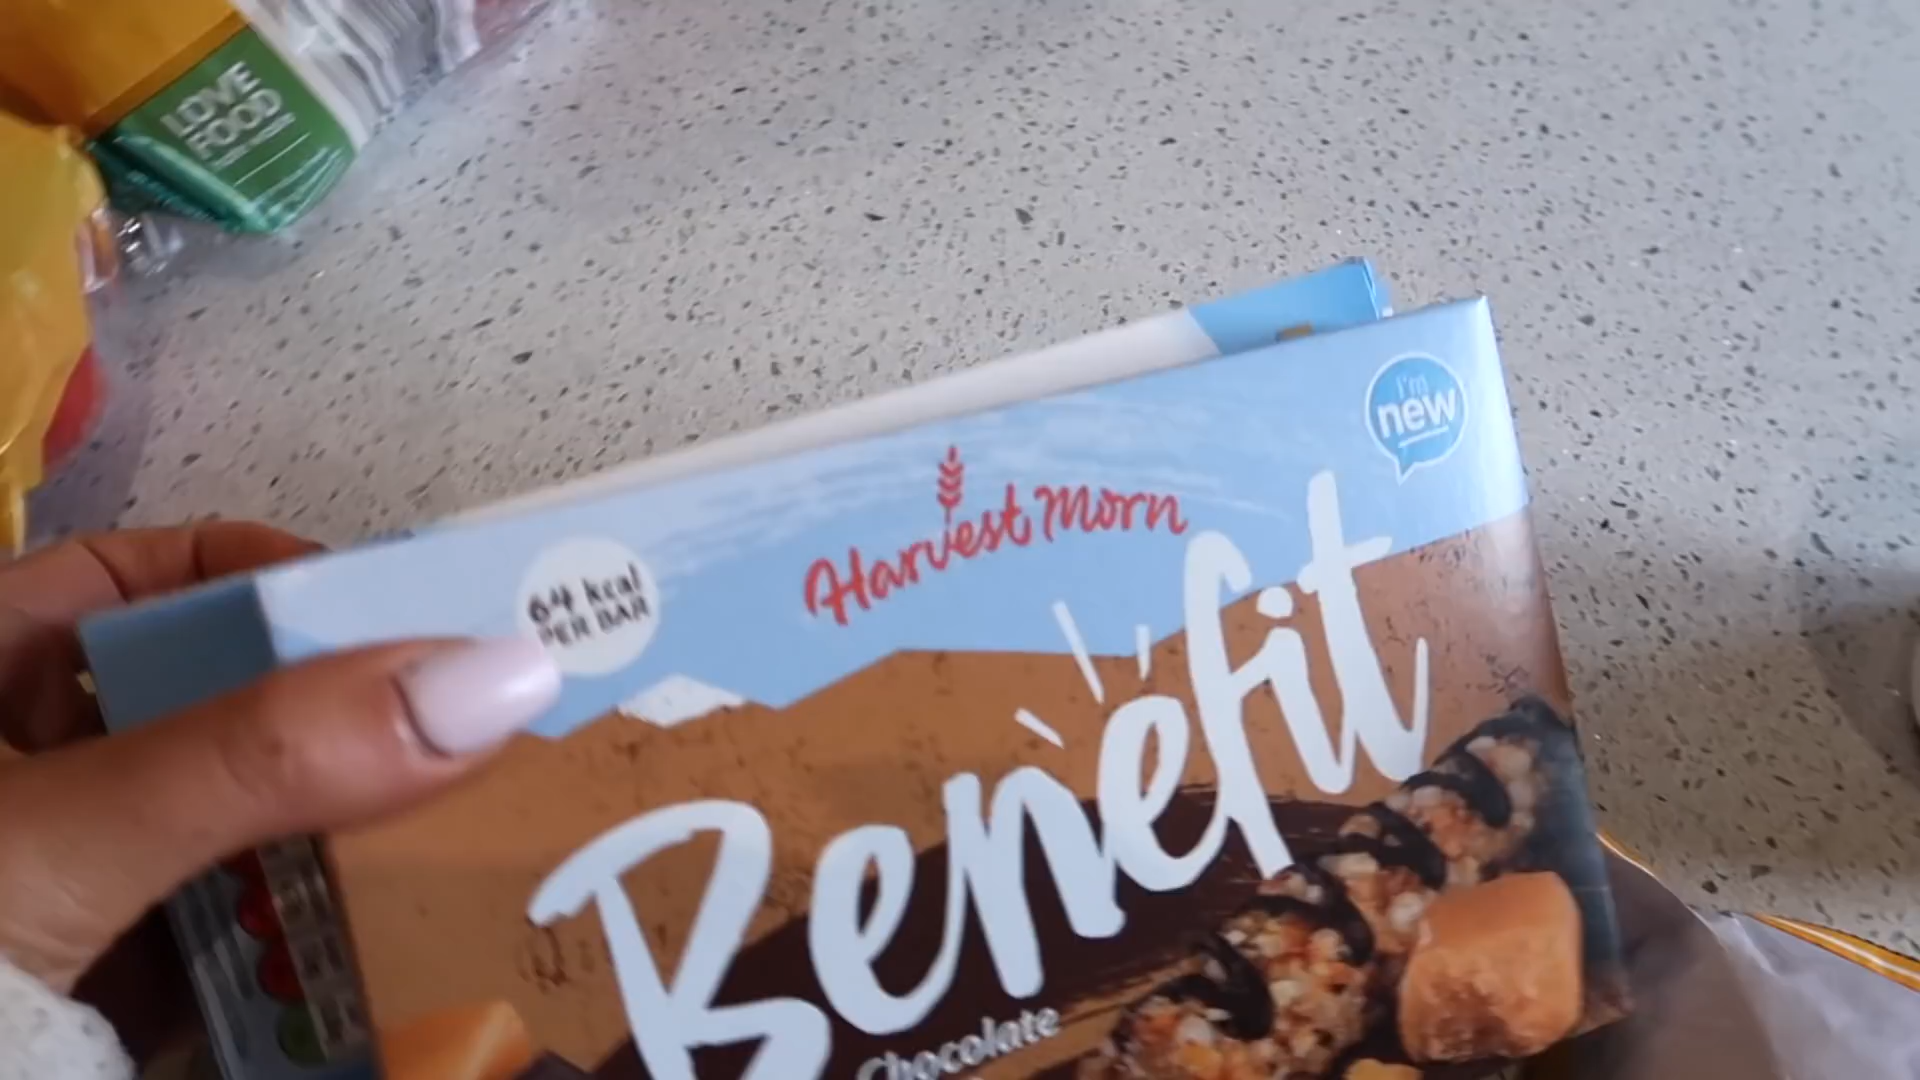 LOVE
FOOD
I'm
new
Harvest Morn
64 kcal
PER BAR
Benefit
Chocolate